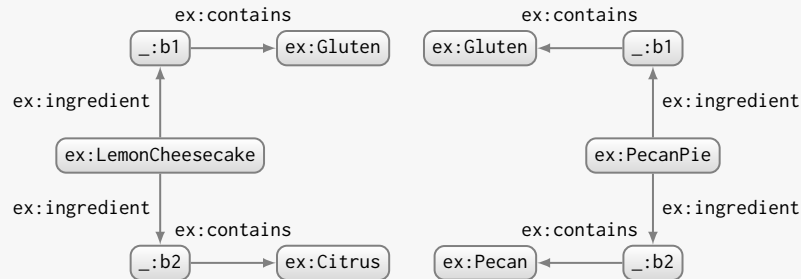 ex:contains ex:contains
_:b1 ex:Gluten ex:Gluten _:b1
ex:ingredient ex:ingredient
ex:LemonCheesecake ex:PecanPie
ex:ingredient ex:ingredient
ex:contains ex:contains
_:b2 ex:Citrus ex:Pecan _:b2